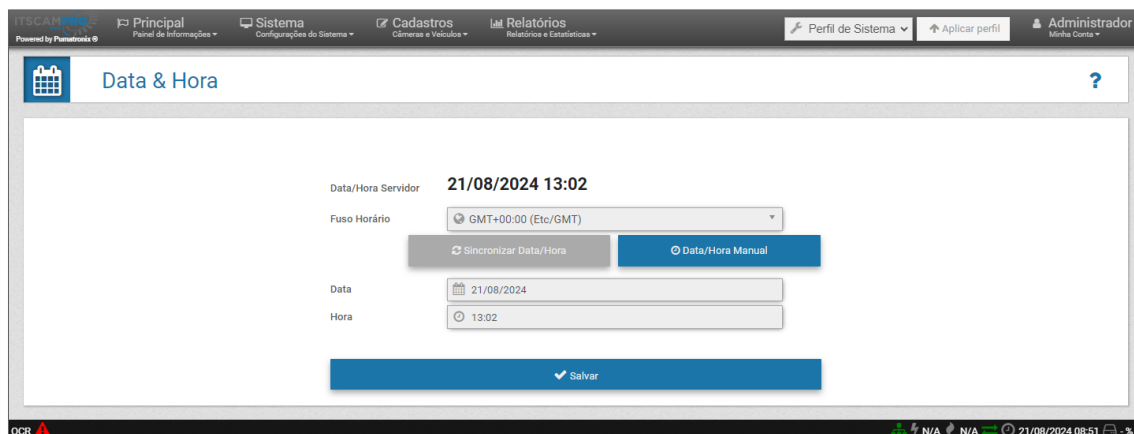 ITSCAMPRO
Powered by Pumatronix ®
Principal
Painel de Informações
Sistema
Configurações do Sistema
Cadastros
Câmeras e Veículos
Relatórios
Relatórios e Estatísticas
Perfil de Sistema
Aplicar perfil
Administrador
Minha Conta
Data & Hora
?
Data/Hora Servidor 21/08/2024 13:02
Fuso Horário GMT+00:00 (Etc/GMT)
Sincronizar Data/Hora Data/Hora Manual
Data 21/08/2024
Hora 13:02
Salvar
OCR N/A N/A 21/08/2024 08:51 - %